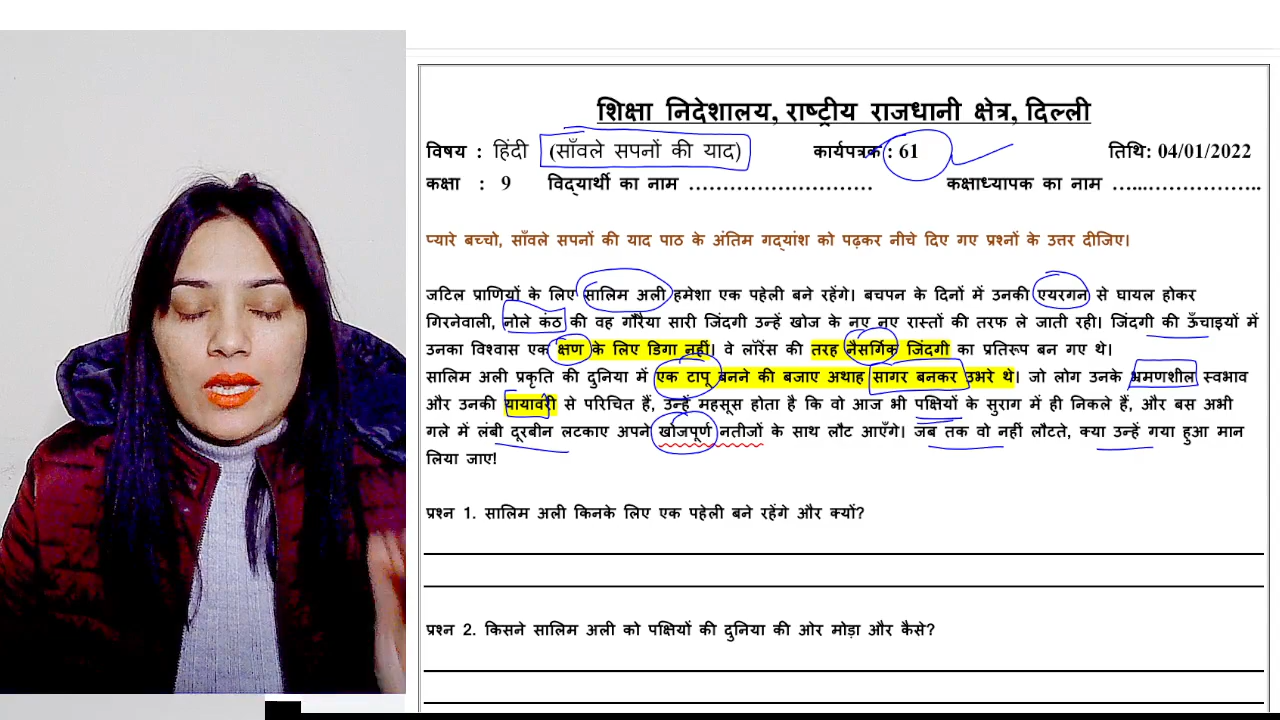 शिक्षा निदेशालय, राष्ट्रीय राजधानी क्षेत्र, दिल्ली
विषय : हिंदी (साँवले सपनों की याद) कार्यपत्रक : 61 तिथि: 04/01/2022
कक्षा : 9 विद्यार्थी का नाम ……………………… कक्षाध्यापक का नाम …...……………..
प्यारे बच्चो, साँवले सपनों की याद पाठ के अंतिम गद्यांश को पढ़कर नीचे दिए गए प्रश्नों के उत्तर दीजिए।
जटिल प्राणियों के लिए सालिम अली हमेशा एक पहेली बने रहेंगे। बचपन के दिनों में उनकी एयरगन से घायल होकर
गिरनेवाली, नीले कंठ की वह गौरैया सारी जिंदगी उन्हें खोज के नए नए रास्तों की तरफ ले जाती रही। जिंदगी की ऊँचाइयों में
उनका विश्वास एक क्षण के लिए डिगा नहीं। वे लॉरेंस की तरह नैसर्गिक जिंदगी का प्रतिरूप बन गए थे।
सालिम अली प्रकृति की दुनिया में एक टापू बनने की बजाए अथाह सागर बनकर उभरे थे। जो लोग उनके भ्रमणशील स्वभाव
और उनकी यायावरी से परिचित हैं, उन्हें महसूस होता है कि वो आज भी पक्षियों के सुराग में ही निकले हैं, और बस अभी
गले में लंबी दूरबीन लटकाए अपने खोजपूर्ण नतीजों के साथ लौट आएँगे। जब तक वो नहीं लौटते, क्या उन्हें गया हुआ मान
लिया जाए!
प्रश्न 1. सालिम अली किनके लिए एक पहेली बने रहेंगे और क्यों?
प्रश्न 2. किसने सालिम अली को पक्षियों की दुनिया की ओर मोड़ा और कैसे?